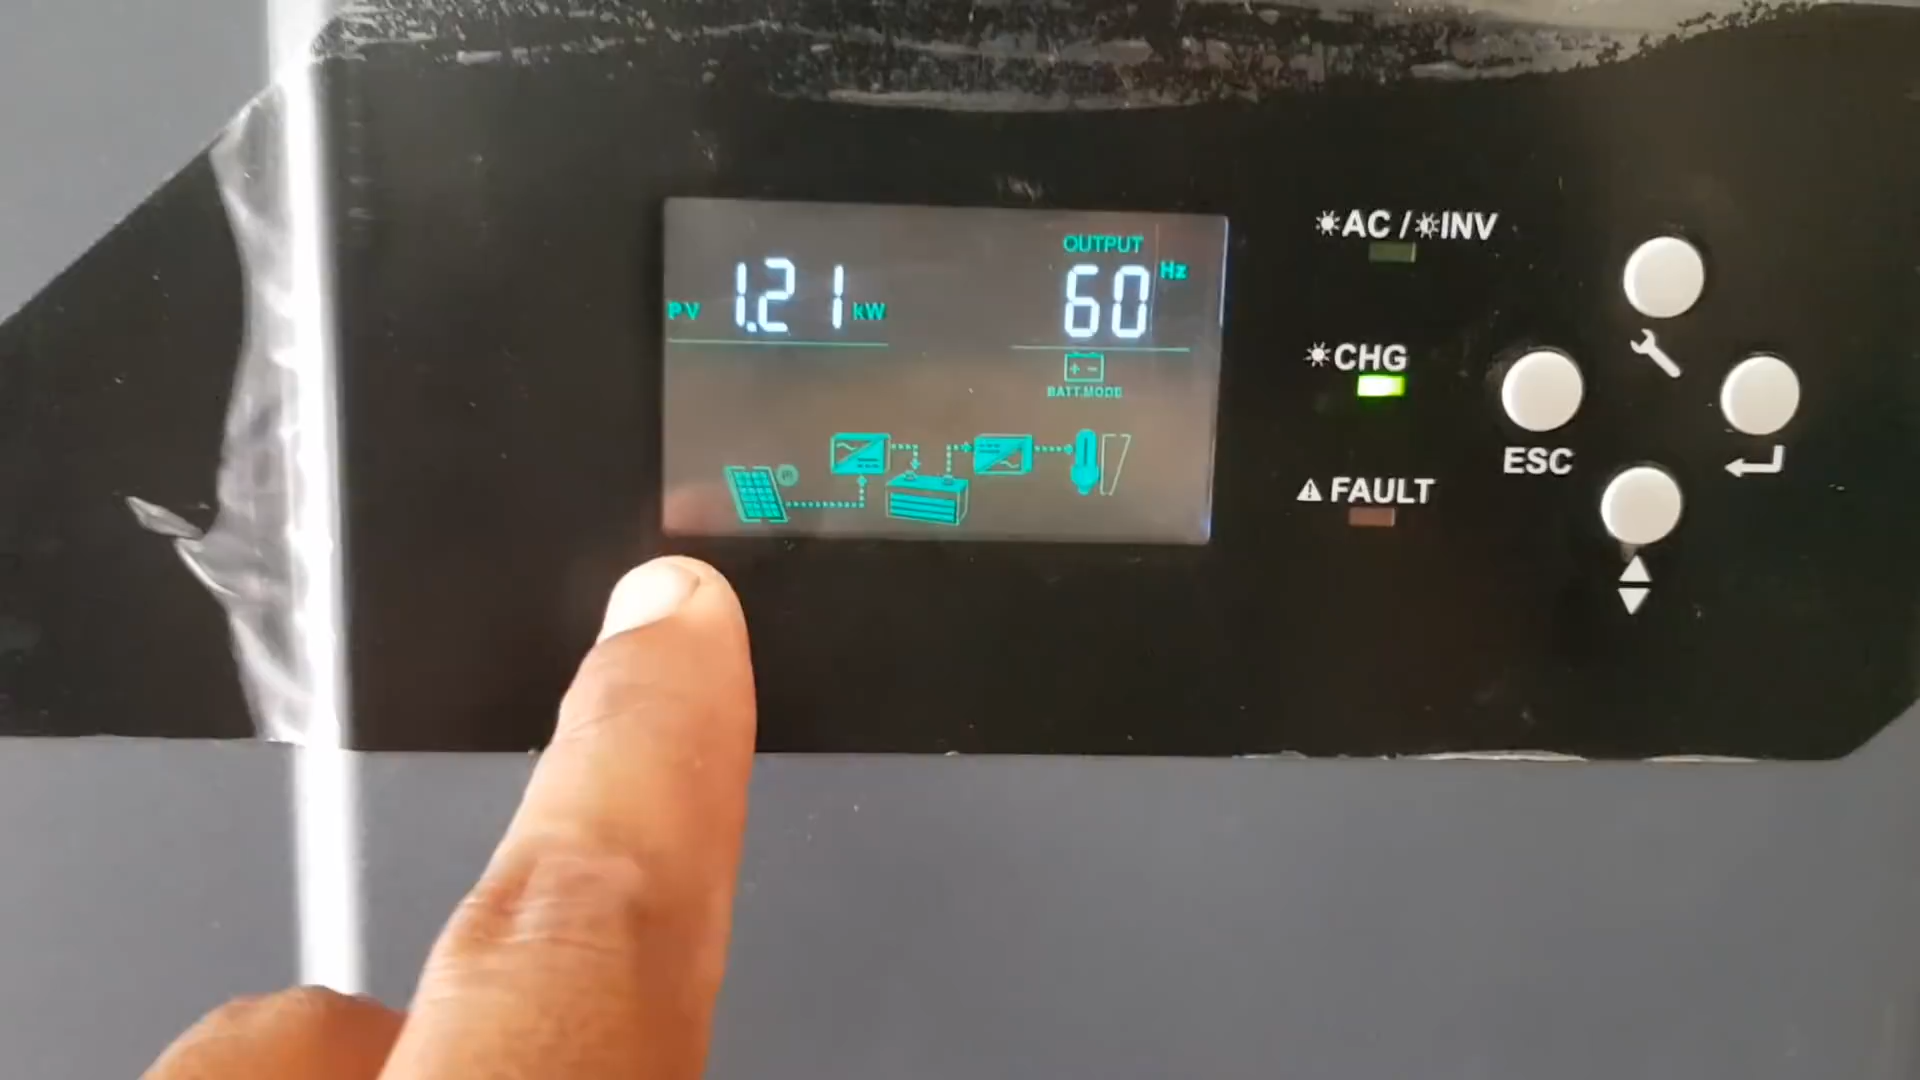 OUTPUT
PV 1.21 kW
60 Hz
BATT.MODE
AC / INV
CHG
FAULT
ESC